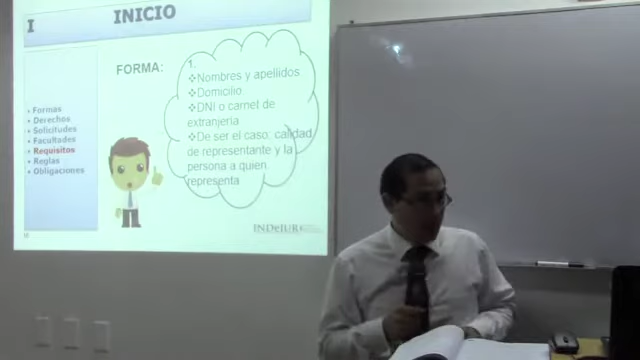 I INICIO
FORMA:
1.
❖Nombres y apellidos
❖Domicilio
❖DNI o carnet de
extranjería
❖De ser el caso: calidad
de representante y la
persona a quien
representa
• Formas
• Derechos
• Solicitudes
• Facultades
• Requisitos
• Reglas
• Obligaciones
INDeIUR